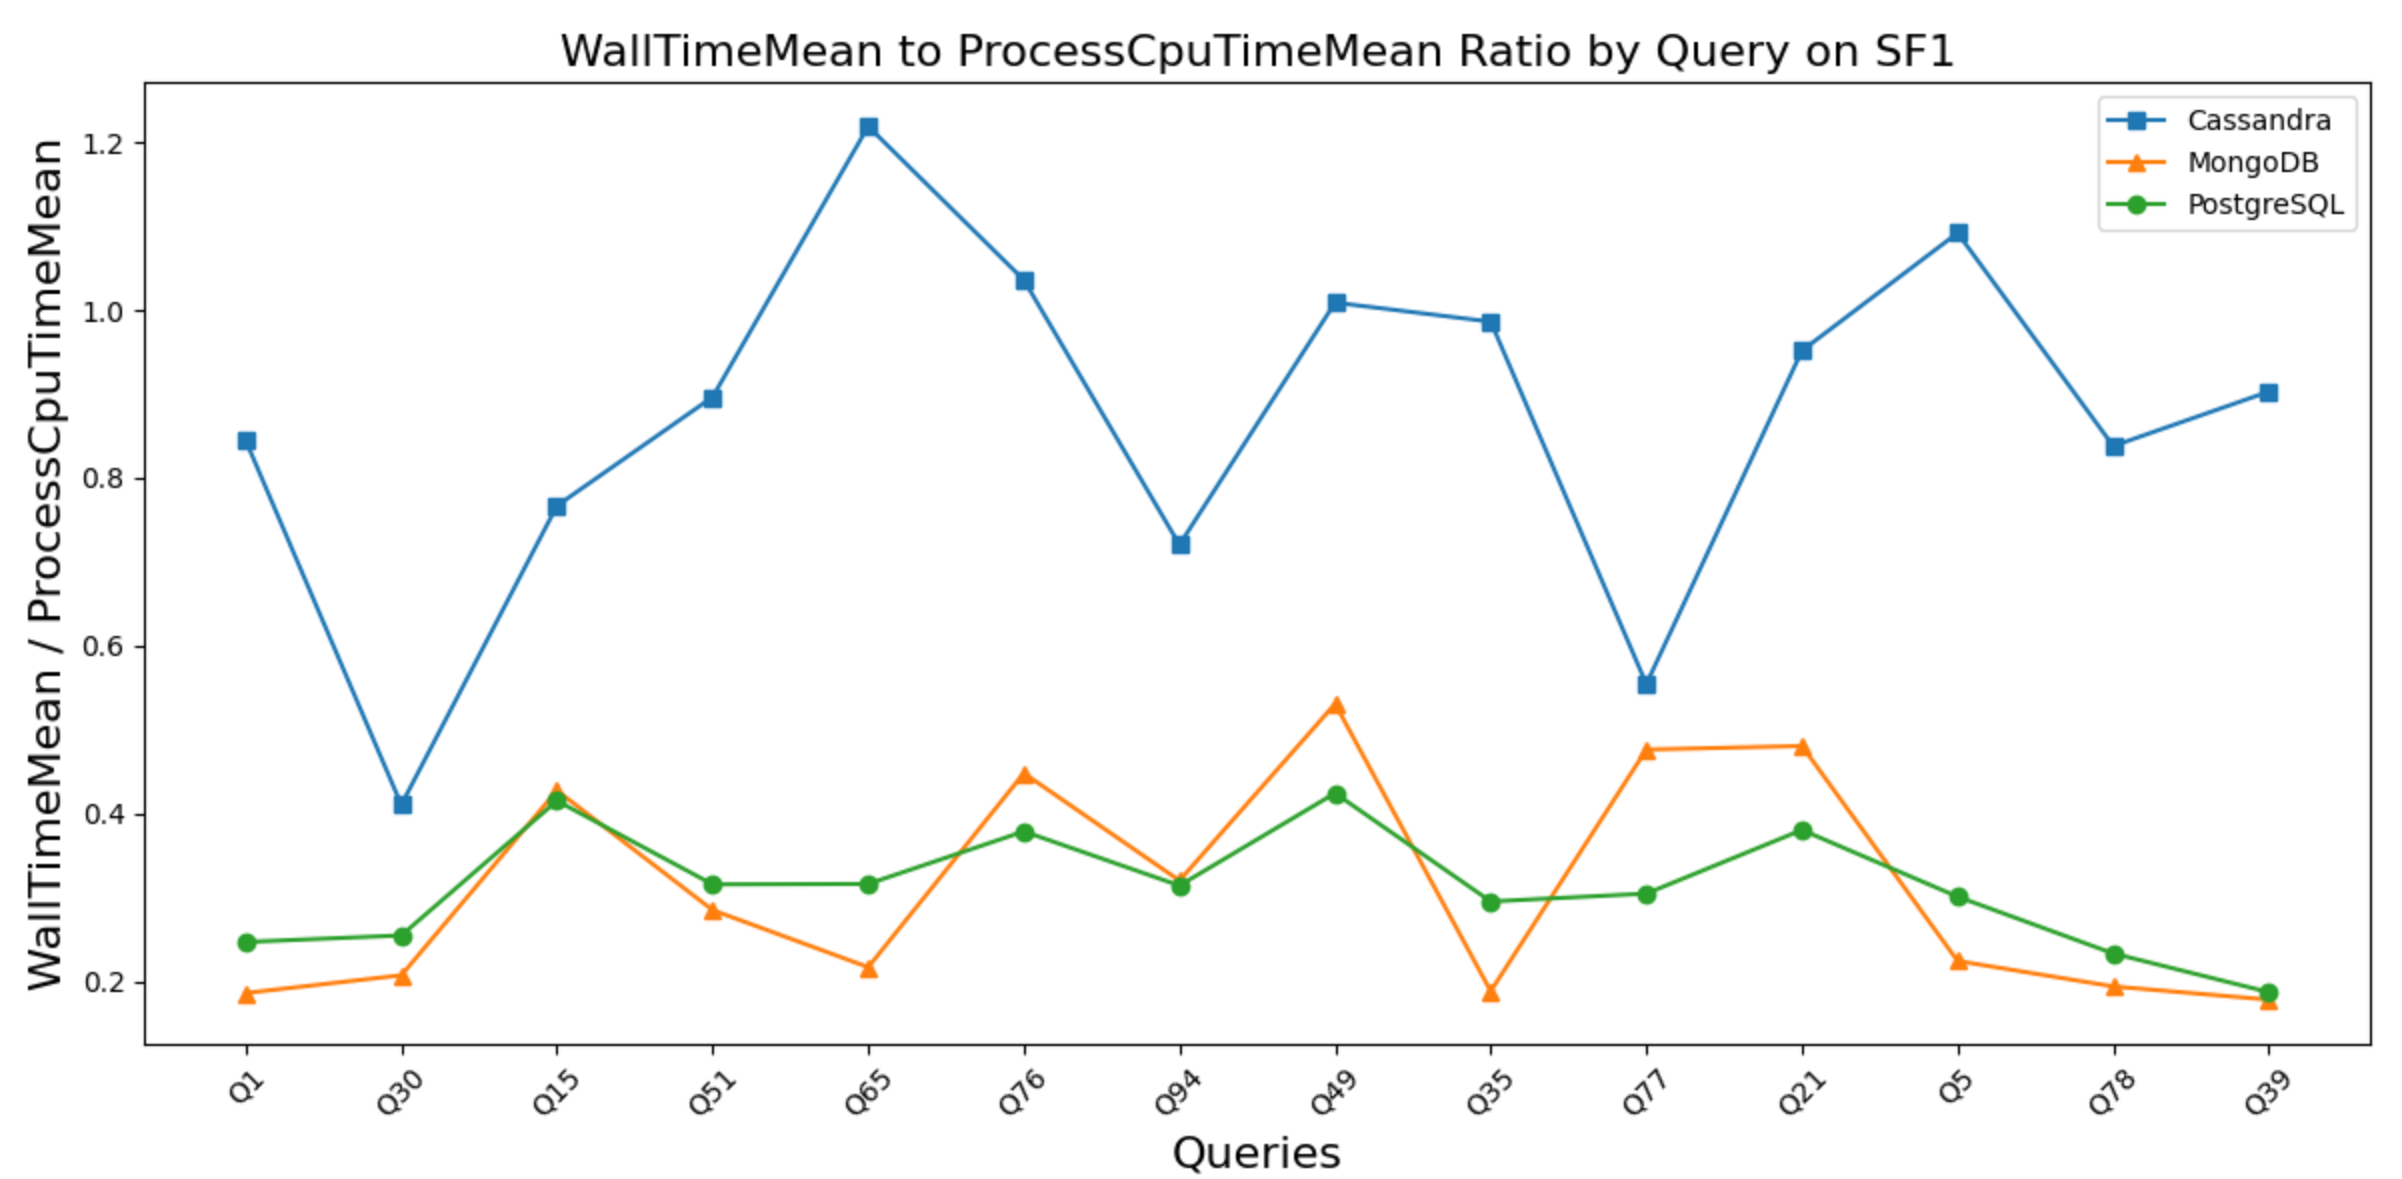 WallTimeMean to ProcessCpuTimeMean Ratio by Query on SF1
WallTimeMean / ProcessCpuTimeMean
1.2
1.0
0.8
0.6
0.4
0.2
Cassandra
MongoDB
PostgreSQL
Q1
Q30
Q15
Q51
Q65
Q76
Q94
Q49
Q35
Q77
Q21
Q5
Q78
Q39
Queries